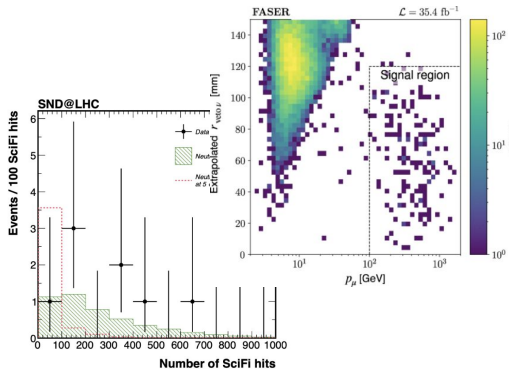 FASER
ℒ = 35.4 fb⁻¹
Signal region
Extrapolated r_veto ν [mm]
140
120
100
80
60
40
20
0
10¹
10²
10³
p_μ [GeV]
10²
10¹
10⁰
SND@LHC
Data
Neut
Neut
at 5
Events / 100 SciFi hits
6
5
4
3
2
1
0
0 100 200 300 400 500 600 700 800 900 1000
Number of SciFi hits